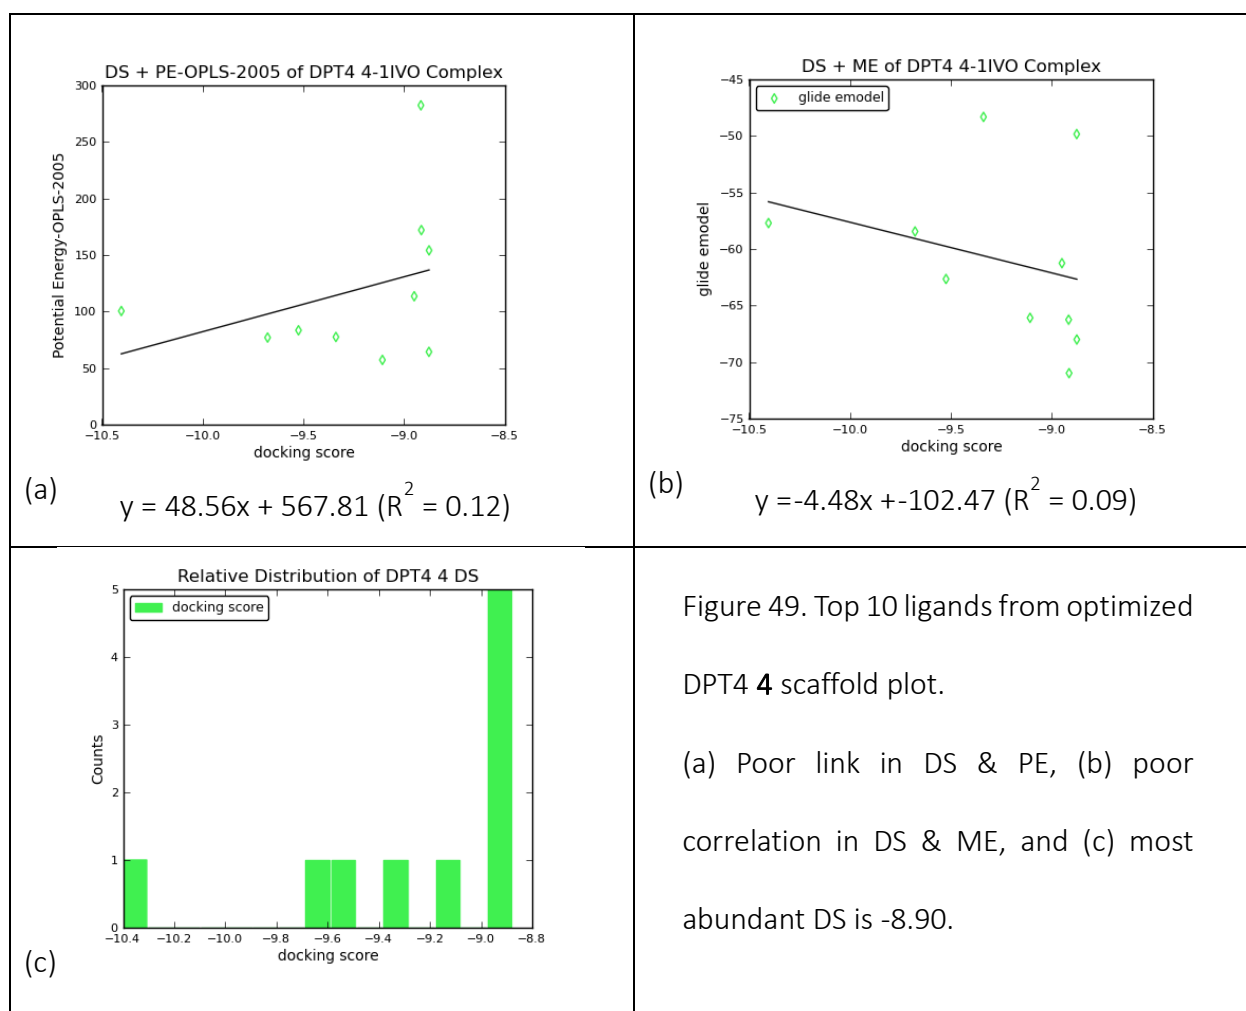 DS + PE-OPLS-2005 of DPT4 4-1IVO Complex
300
250
200
150
100
50
0
Potential Energy-OPLS-2005
−10.5 −10.0 −9.5 −9.0 −8.5
docking score
(a)
y = 48.56x + 567.81 (R² = 0.12)
DS + ME of DPT4 4-1IVO Complex
glide emodel
−45
−50
−55
−60
−65
−70
−75
glide emodel
−10.5 −10.0 −9.5 −9.0 −8.5
docking score
(b)
y =-4.48x +-102.47 (R² = 0.09)
Relative Distribution of DPT4 4 DS
docking score
5
4
3
2
1
0
Counts
−10.4 −10.2 −10.0 −9.8 −9.6 −9.4 −9.2 −9.0 −8.8
docking score
(c)
Figure 49. Top 10 ligands from optimized
DPT4 4 scaffold plot.
(a) Poor link in DS & PE, (b) poor
correlation in DS & ME, and (c) most
abundant DS is -8.90.